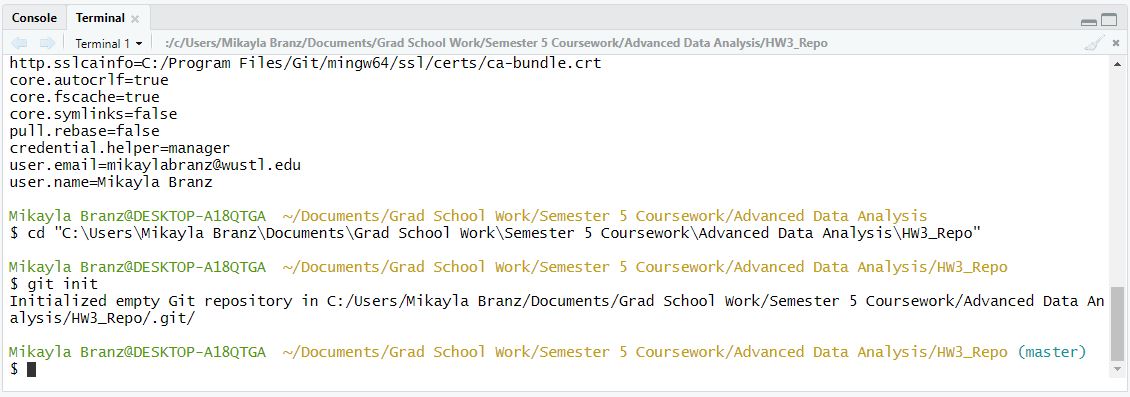 Console Terminal
Terminal 1 :/c/Users/Mikayla Branz/Documents/Grad School Work/Semester 5 Coursework/Advanced Data Analysis/HW3_Repo
http.sslcainfo=C:/Program Files/Git/mingw64/ssl/certs/ca-bundle.crt
core.autocrlf=true
core.fscache=true
core.symlinks=false
pull.rebase=false
credential.helper=manager
user.email=mikaylabranz@wustl.edu
user.name=Mikayla Branz
Mikayla Branz@DESKTOP-A18QTGA ~/Documents/Grad School Work/Semester 5 Coursework/Advanced Data Analysis
$ cd "C:\Users\Mikayla Branz\Documents\Grad School Work\Semester 5 Coursework\Advanced Data Analysis\HW3_Repo"
Mikayla Branz@DESKTOP-A18QTGA ~/Documents/Grad School Work/Semester 5 Coursework/Advanced Data Analysis/HW3_Repo
$ git init
Initialized empty Git repository in C:/Users/Mikayla Branz/Documents/Grad School Work/Semester 5 Coursework/Advanced Data An
alysis/HW3_Repo/.git/
Mikayla Branz@DESKTOP-A18QTGA ~/Documents/Grad School Work/Semester 5 Coursework/Advanced Data Analysis/HW3_Repo (master)
$